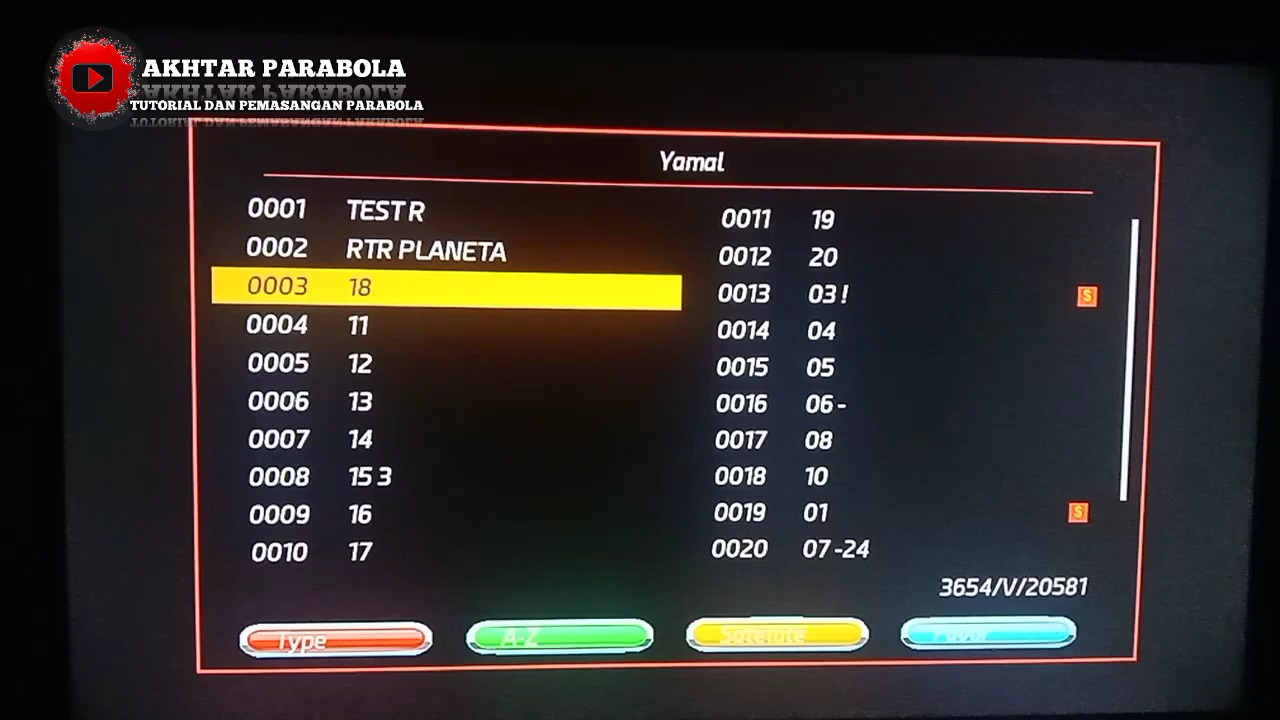 AKHTAR PARABOLA
TUTORIAL DAN PEMASANGAN PARABOLA
Yamal
0001 TEST R
0002 RTR PLANETA
0003 18
0004 11
0005 12
0006 13
0007 14
0008 15 3
0009 16
0010 17
0011 19
0012 20
0013 03 ! $
0014 04
0015 05
0016 06 -
0017 08
0018 10
0019 01 $
0020 07 -24
3654/V/20581
Type A-Z Satellite